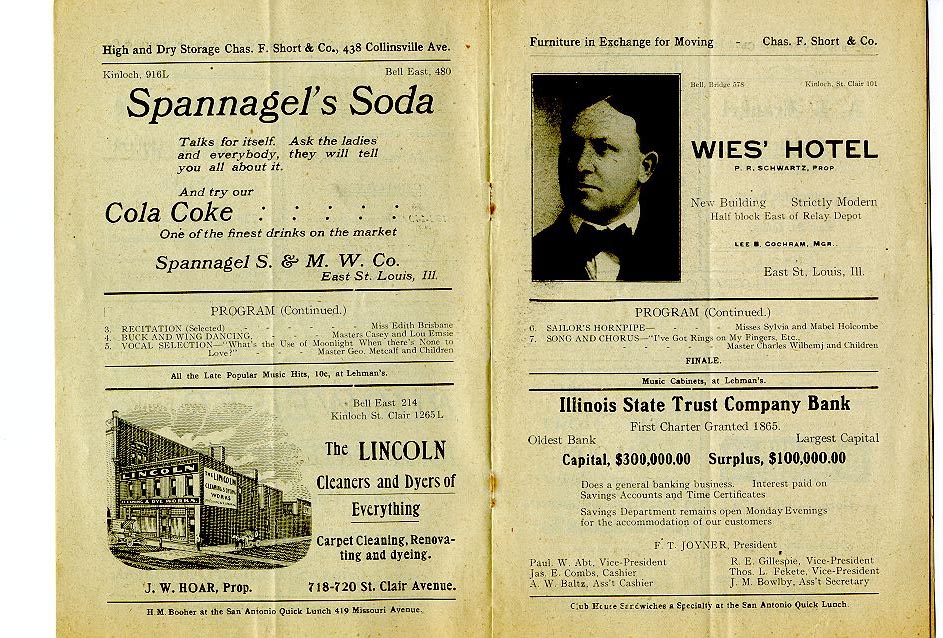 High and Dry Storage Chas. F. Short & Co., 438 Collinsville Ave.
Kinloch, 916L Bell East, 480
Spannagel's Soda
Talks for itself. Ask the ladies
and everybody, they will tell
you all about it.
And try our
Cola Coke : : : : :
One of the finest drinks on the market
Spannagel S. & M. W. Co.
East St. Louis, Ill.
PROGRAM (Continued.)
3. RECITATION (Selected) - - - - Miss Edith Brisbane
4. BUCK AND WING DANCING, - - - Masters Casey and Lou Emsie
5. VOCAL SELECTION—"What's the Use of Moonlight When there's None to
Love?" - - - Master Geo. Metcalf and Children
All the Late Popular Music Hits, 10c, at Lehman's.
Bell East 214
Kinloch St. Clair 1265L
LINCOLN
CLEANING & DYE WORKS
THE LINCOLN
CLEANING & DYEING
WORKS
The LINCOLN
Cleaners and Dyers of
Everything
Carpet Cleaning, Renova-
ting and dyeing.
J. W. HOAR, Prop. 718-720 St. Clair Avenue.
H. M. Booher at the San Antonio Quick Lunch 419 Missouri Avenue.
Furniture in Exchange for Moving - Chas. F. Short & Co.
Bell, Bridge 578 Kinloch, St. Clair 101
WIES' HOTEL
P. R. SCHWARTZ, PROP
New Building Strictly Modern
Half block East of Relay Depot
LEE B. COCHRAM, MGR..
East St. Louis, Ill.
PROGRAM (Continued.)
6. SAILOR'S HORNPIPE— - - - Misses Sylvia and Mabel Holcombe
7. SONG AND CHORUS—"I've Got Rings on My Fingers, Etc..
- - - Master Charles Wilhemj and Children
FINALE.
Music Cabinets, at Lehman's.
Illinois State Trust Company Bank
First Charter Granted 1865.
Oldest Bank Largest Capital
Capital, $300,000.00 Surplus, $100,000.00
Does a general banking business. Interest paid on
Savings Accounts and Time Certificates
Savings Department remains open Monday Evenings
for the accommodation of our customers
F. T. JOYNER, President
Paul W. Abt, Vice-President R. E. Gillespie, Vice-President
Jas. E. Combs, Cashier Thos. L. Fekete, Vice-President
A. W. Baltz, Ass't Cashier J. M. Bowlby, Ass't Secretary
Club House Sandwiches a Specialty at the San Antonio Quick Lunch.